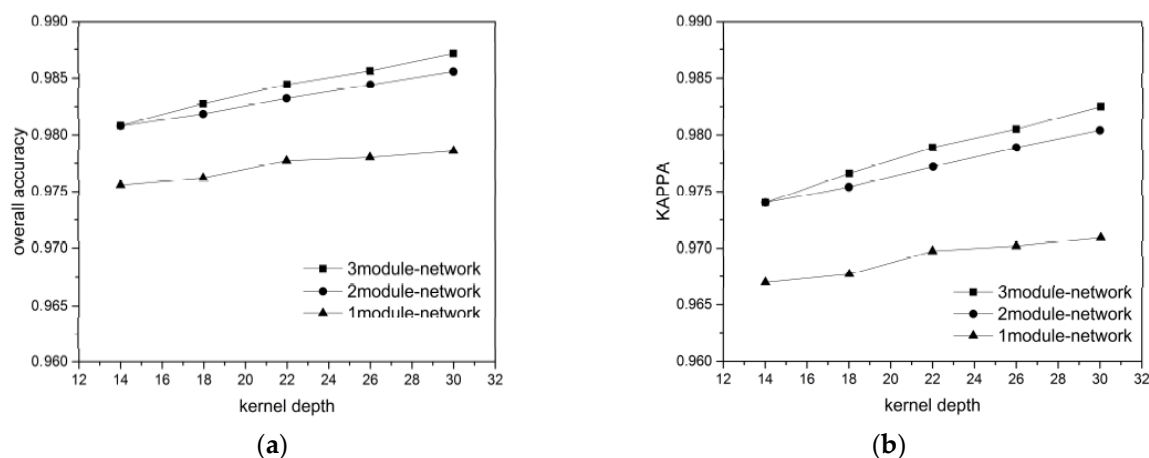 0.990
0.985
0.980
0.975
0.970
0.965
0.960
overall accuracy
3module-network
2module-network
1module-network
12 14 16 18 20 22 24 26 28 30 32
kernel depth
(a)
0.990
0.985
0.980
0.975
0.970
0.965
0.960
KAPPA
3module-network
2module-network
1module-network
12 14 16 18 20 22 24 26 28 30 32
kernel depth
(b)